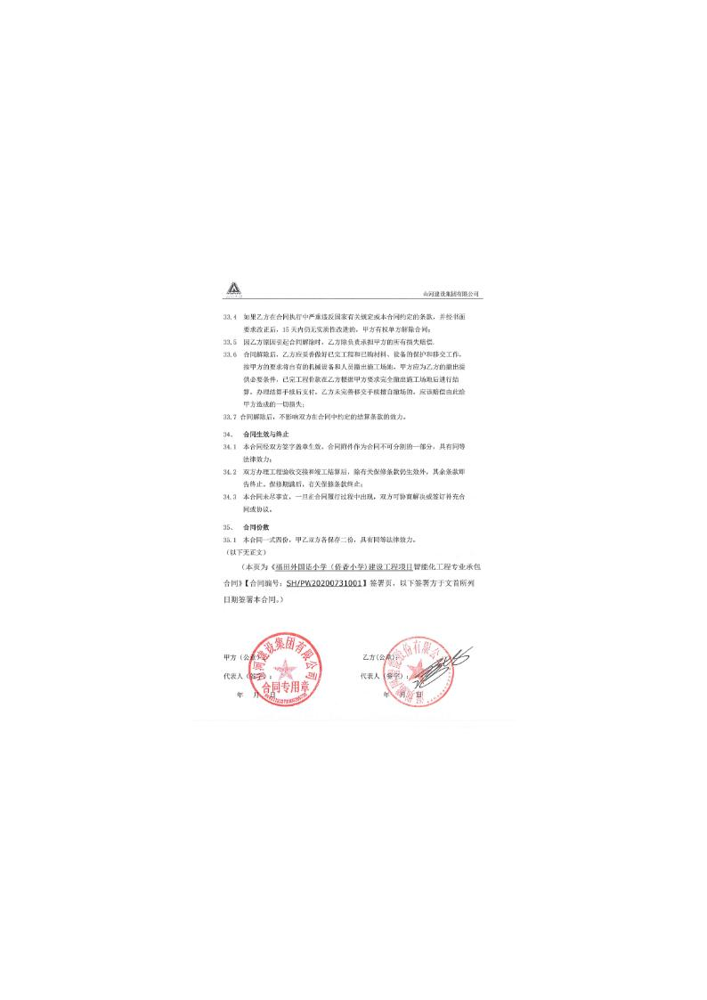 山河建设集团有限公司
33.4 如果乙方在合同执行中严重违反国家有关规定或本合同约定的条款，并经书面
要求改正后，15 天内仍无实质性改进的，甲方有权单方解除合同；
33.5 因乙方原因引起合同解除时，乙方除负责承担甲方的所有损失赔偿.
33.6 合同解除后，乙方应妥善做好已完工程和已购材料、设备的保护和移交工作，
按甲方的要求将自有的机械设备和人员撤出施工场地，甲方应为乙方的撤出提
供必要条件，已完工程价款在乙方根据甲方要求完全撤出施工场地后进行结
算。办理结算手续后支付。乙方未完善移交手续擅自撤场的，应该赔偿由此给
甲方造成的一切损失；
33.7 合同解除后，不影响双方在合同中约定的结算条款的效力。
34、 合同生效与终止
34.1 本合同经双方签字盖章生效。合同附件作为合同不可分割的一部分，具有同等
法律效力；
34.2 双方办理工程验收交接和竣工结算后，除有关保修条款仍生效外，其余条款即
告终止。保修期满后，有关保修条款终止；
34.3 本合同未尽事宜，一旦在合同履行过程中出现，双方可协商解决或签订补充合
同或协议。
35、 合同份数
35.1 本合同一式四份，甲乙双方各保存二份，具有同等法律效力。
（以下无正文）
（本页为《福田外国语小学（侨香小学)建设工程项目智能化工程专业承包
合同》【合同编号：SH/PW20200731001】签署页，以下签署方于文首所列
日期签署本合同。）
甲方（公章）： 乙方(公章)：
代表人（签字）： 代表人（签字）：
年 月 日 年 月 日
山河建设集团有限公司
合同专用章
股份有限公